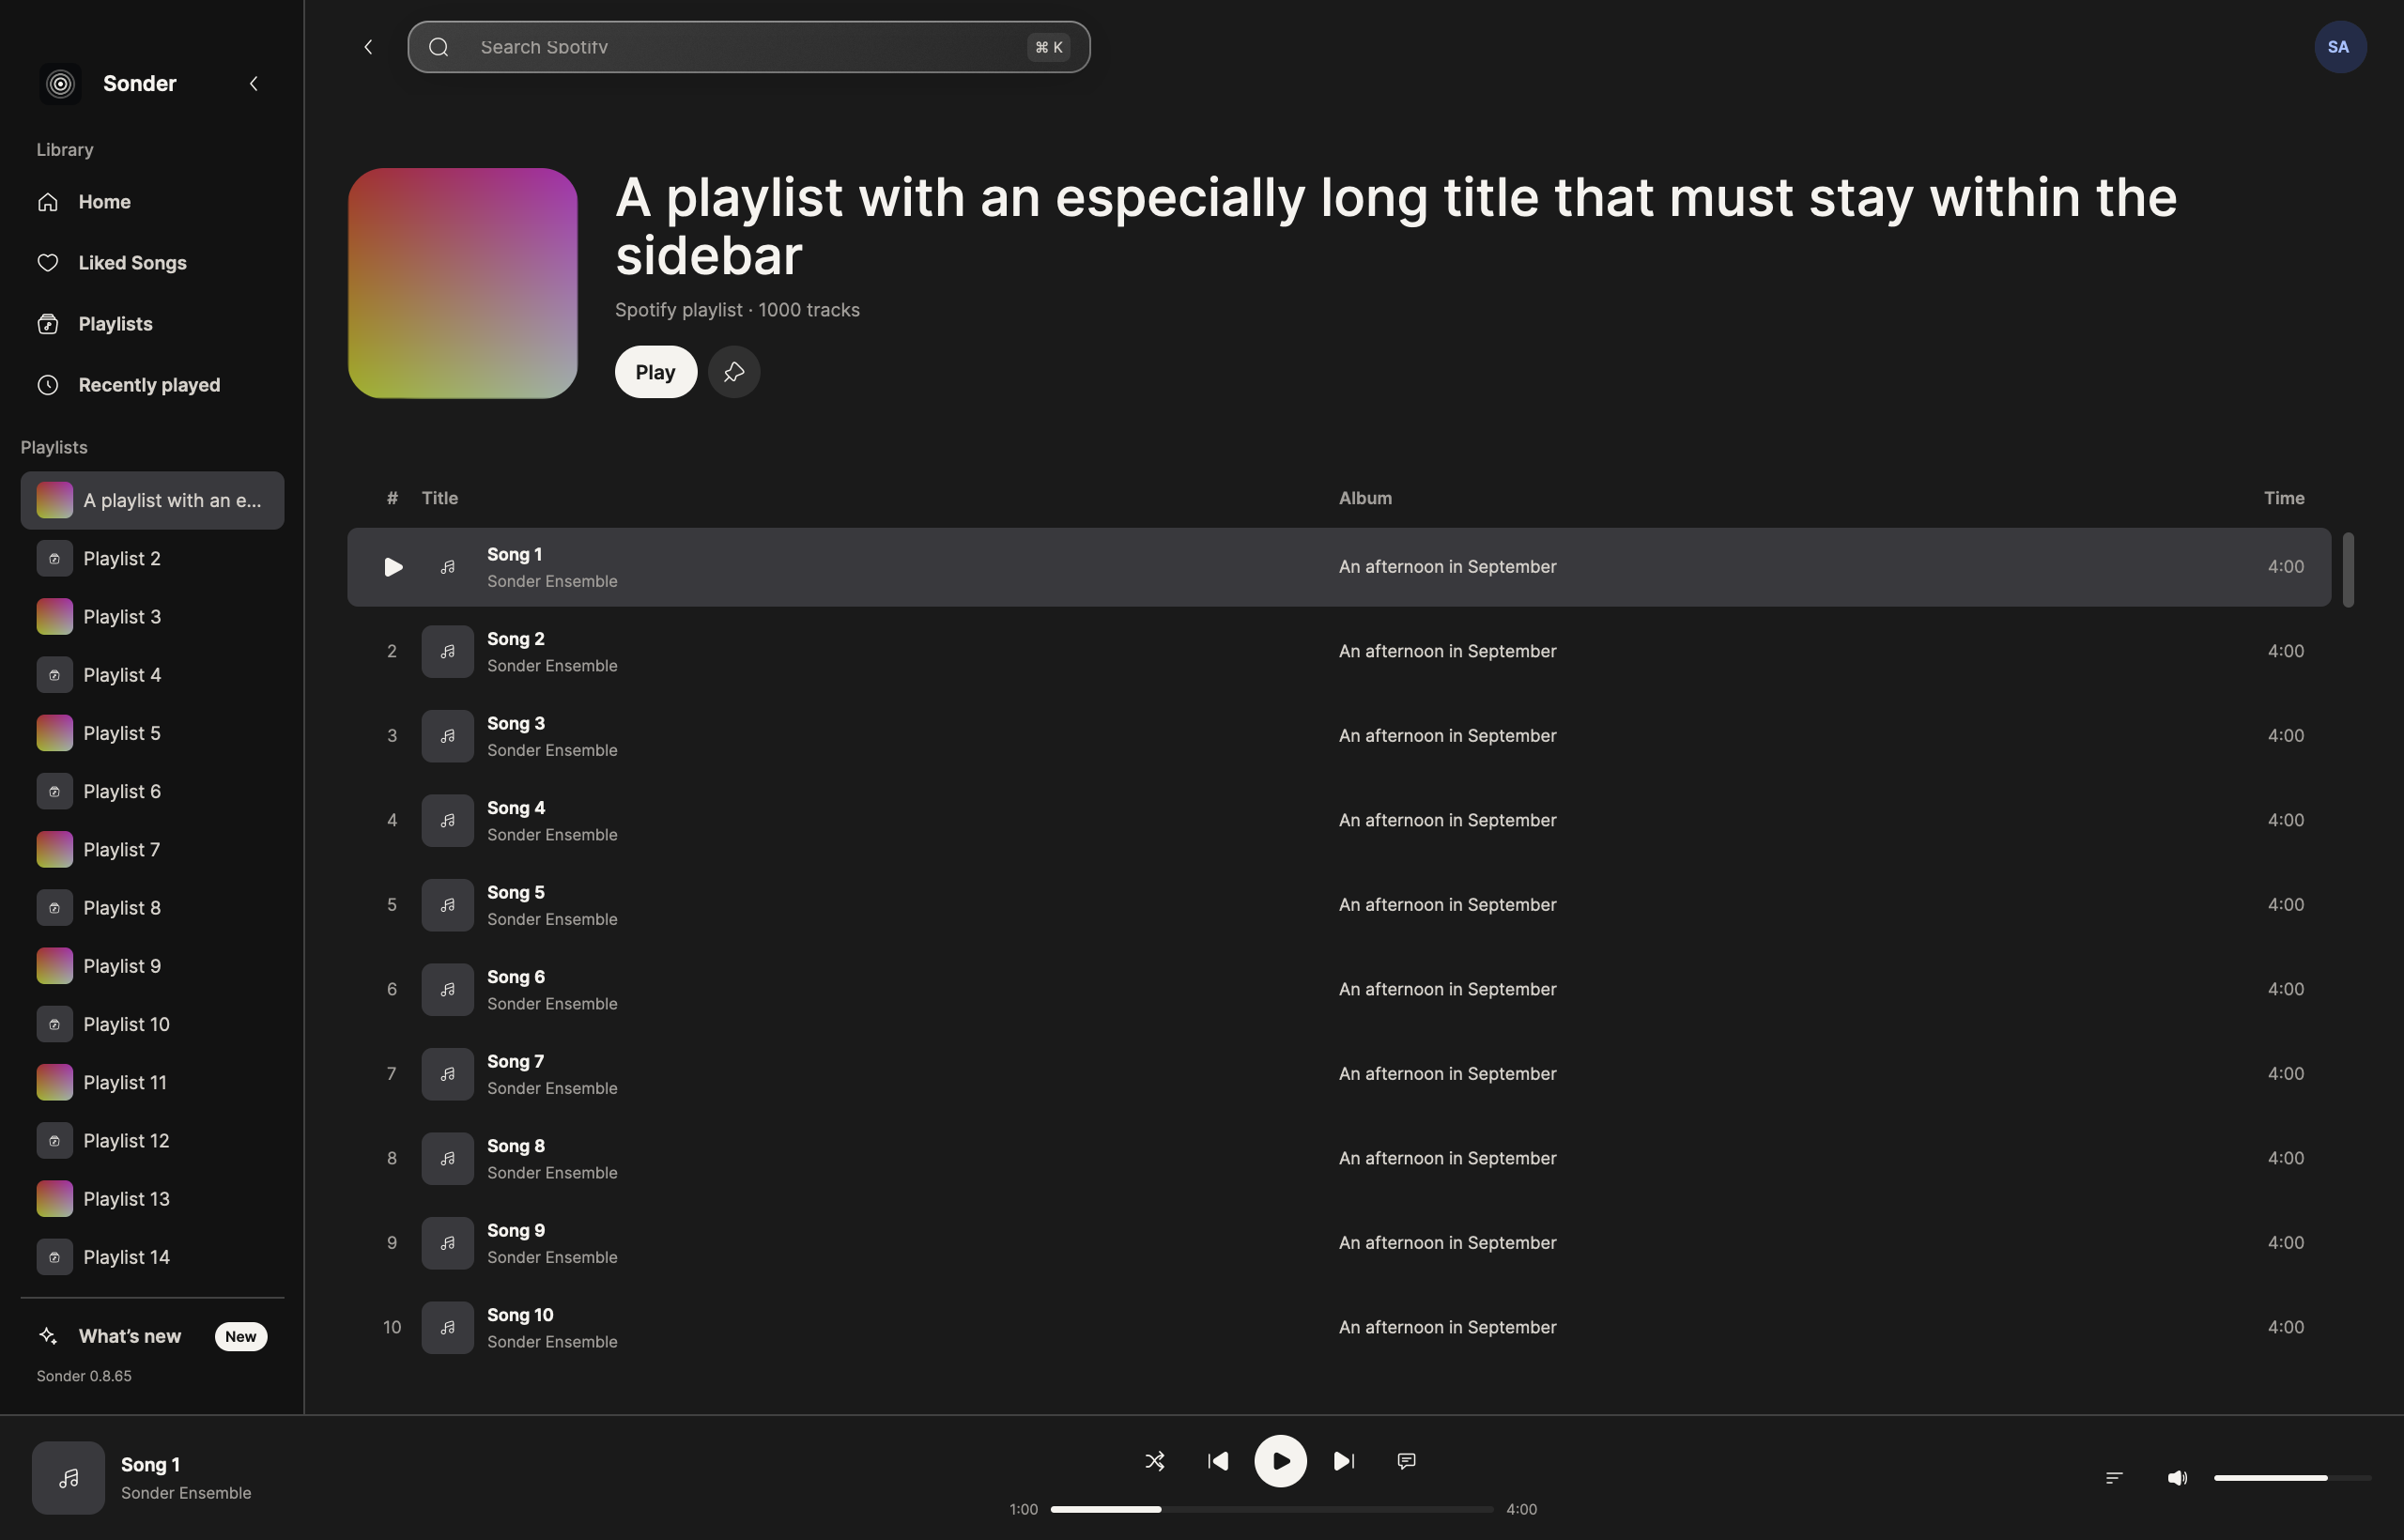 Sonder
Library
Home
Liked Songs
Playlists
Recently played
Playlists
A playlist with an e...
Playlist 2
Playlist 3
Playlist 4
Playlist 5
Playlist 6
Playlist 7
Playlist 8
Playlist 9
Playlist 10
Playlist 11
Playlist 12
Playlist 13
Playlist 14
What’s new New
Sonder 0.8.65
Search Spotify ⌘ K
SA
A playlist with an especially long title that must stay within the
sidebar
Spotify playlist · 1000 tracks
Play
# Title Album Time
Song 1
Sonder Ensemble
An afternoon in September
4:00
2
Song 2
Sonder Ensemble
An afternoon in September
4:00
3
Song 3
Sonder Ensemble
An afternoon in September
4:00
4
Song 4
Sonder Ensemble
An afternoon in September
4:00
5
Song 5
Sonder Ensemble
An afternoon in September
4:00
6
Song 6
Sonder Ensemble
An afternoon in September
4:00
7
Song 7
Sonder Ensemble
An afternoon in September
4:00
8
Song 8
Sonder Ensemble
An afternoon in September
4:00
9
Song 9
Sonder Ensemble
An afternoon in September
4:00
10
Song 10
Sonder Ensemble
An afternoon in September
4:00
Song 1
Sonder Ensemble
1:00
4:00